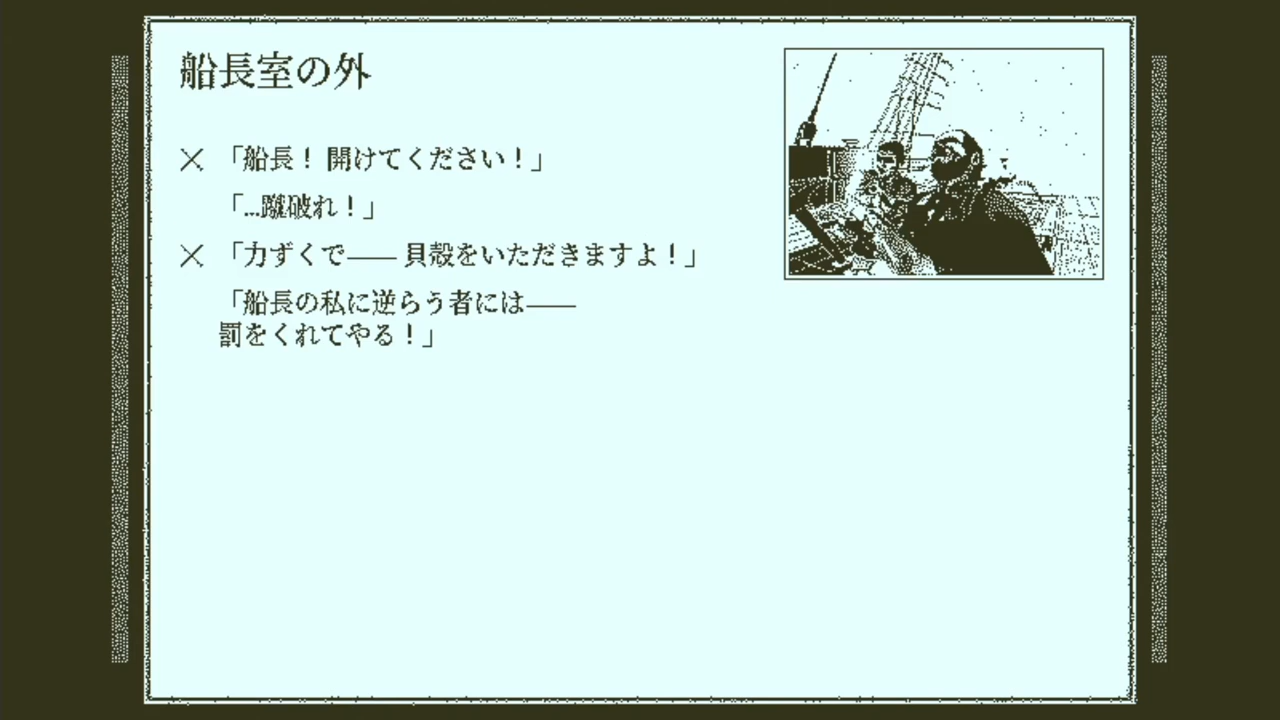 船長室の外
╳ 「船長！ 開けてください！」
「...蹴破れ！」
╳ 「力ずくで―― 貝殻をいただきますよ！」
「船長の私に逆らう者には――
罰をくれてやる！」